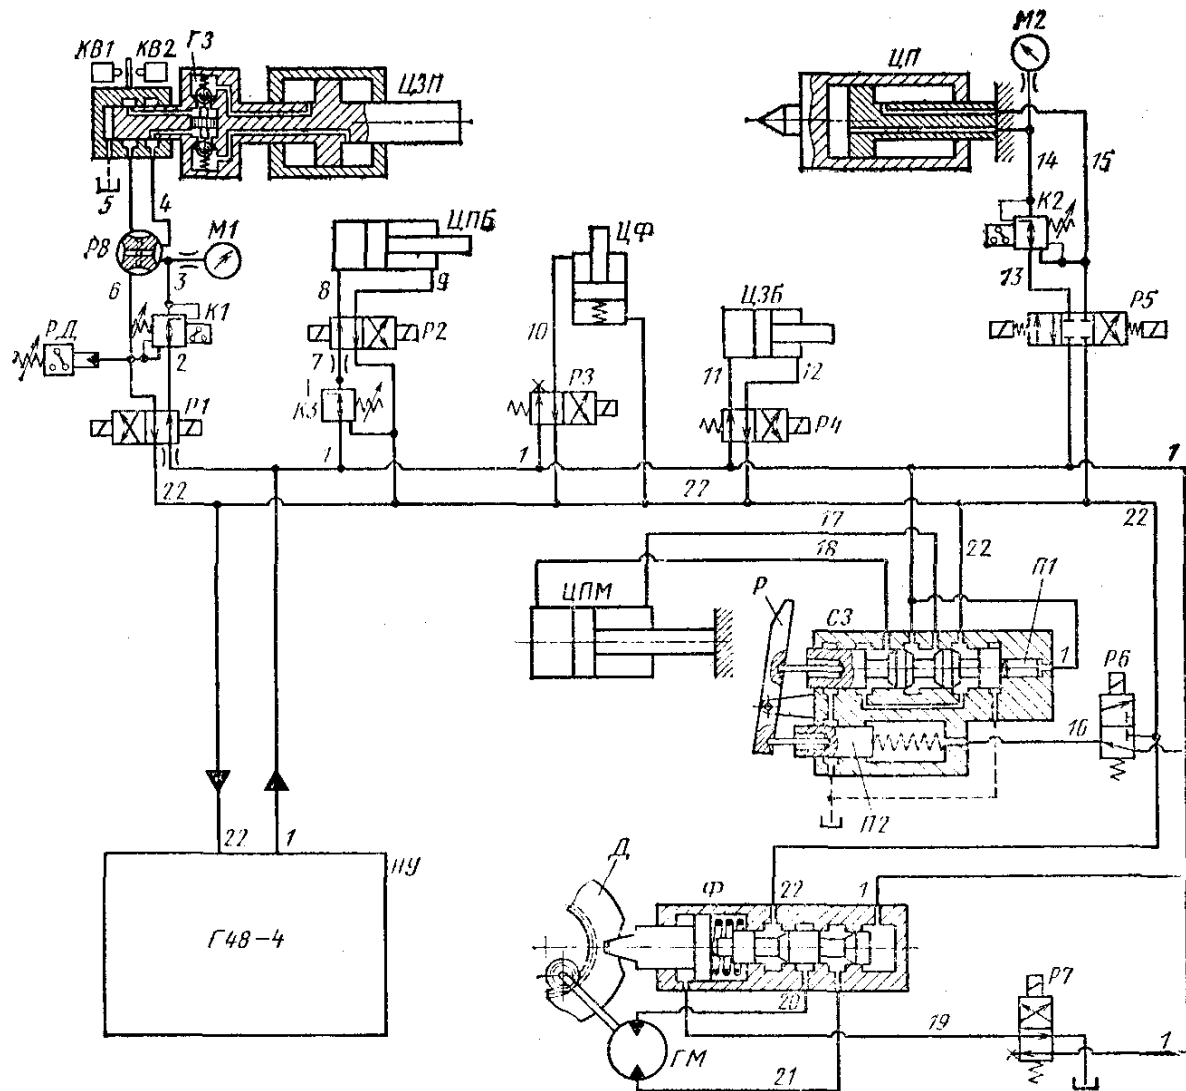 М2
КВ1 КВ2
ГЗ
ЦЗП
ЦП
5
4
14
15
Р8
М1
ЦПБ
ЦФ
К2
6
3
8
9
13
К1
10
ЦЗБ
РД
2
7
Р2
Р5
11
12
Р1
К3
Р3
Р4
1
1
1
22
22
22
17
18
22
П1
ЦПМ
Р
СЗ
1
Р6
16
П2
22
1
НУ
Д
Ф
22
1
Г48-4
20
Р7
19
ГМ
21
1